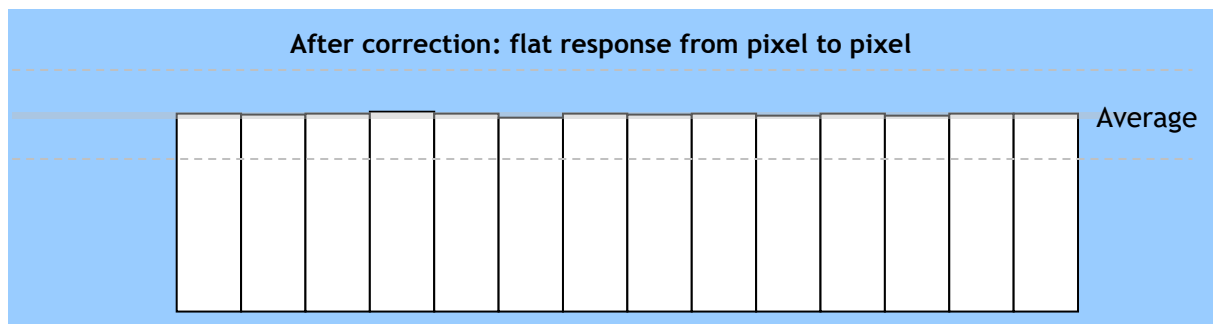 After correction: flat response from pixel to pixel
Average